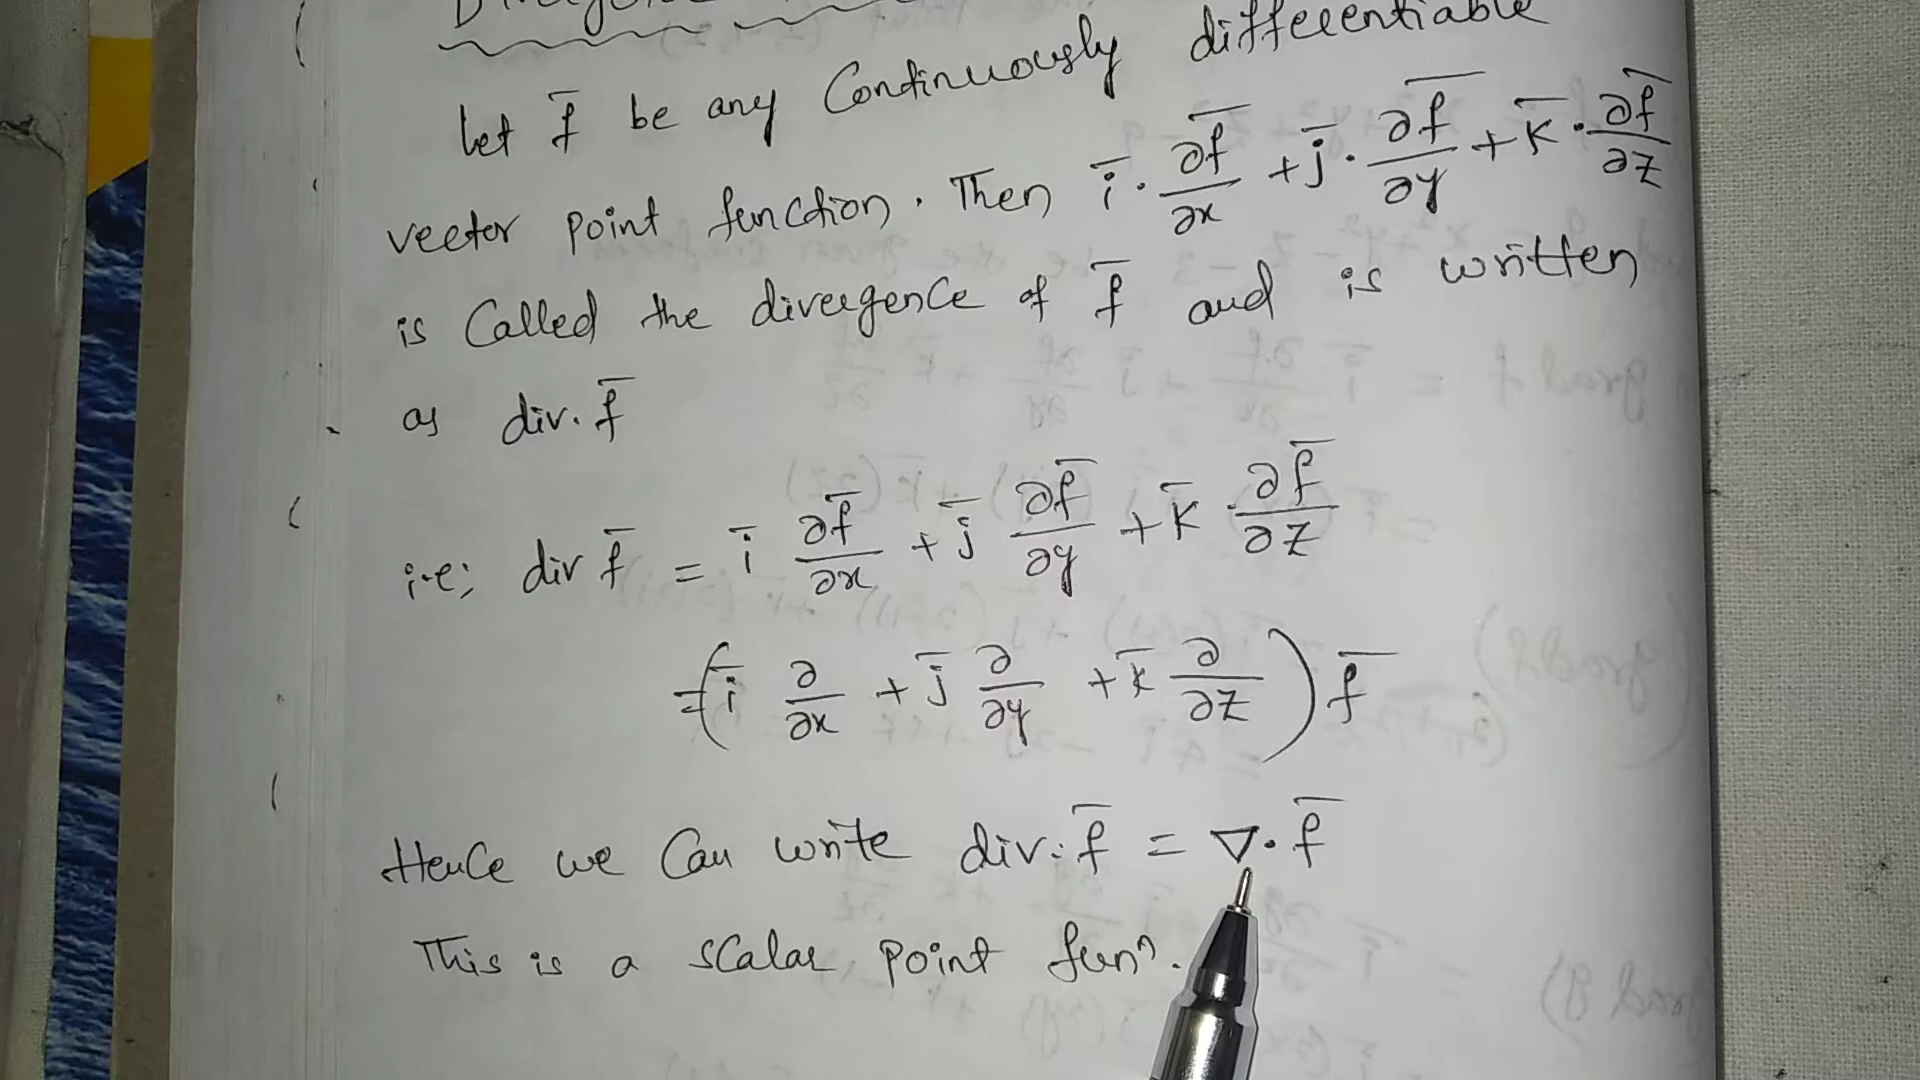 Let f̅ be any Continuously differentiable
vector point function. Then i̅ · ∂f̅/∂x + j̅ · ∂f̅/∂y + k̅ · ∂f̅/∂z
is Called the divergence of f̅ and is written
as div. f̅
i.e; div f̅ = i̅ ∂f̅/∂x + j̅ ∂f̅/∂y + k̅ · ∂f̅/∂z
= (i̅ ∂/∂x + j̅ ∂/∂y + k̅ ∂/∂z) f̅
Hence we Can write div. f̅ = ∇ · f̅
This is a scalar point funⁿ.